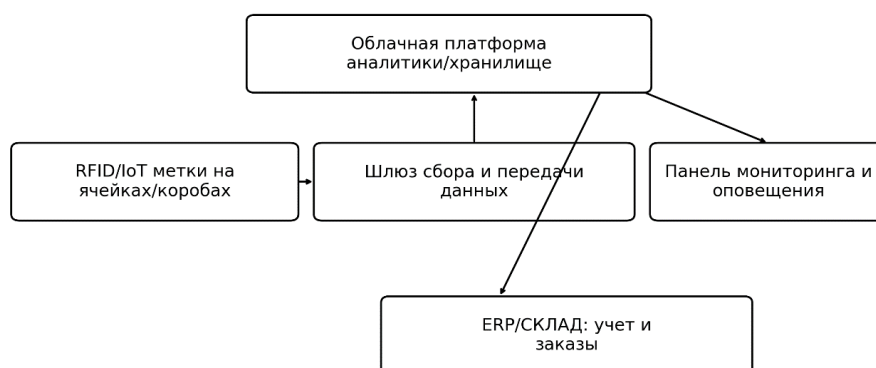 Облачная платформа
аналитики/хранилище
RFID/IoT метки на
ячейках/коробах
Шлюз сбора и передачи
данных
Панель мониторинга и
оповещения
ERP/СКЛАД: учет и
заказы